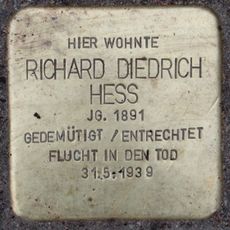 HIER WOHNTE
RICHARD DIEDRICH
HESS
JG. 1891
GEDEMÜTIGT / ENTRECHTET
FLUCHT IN DEN TOD
31.5.1939